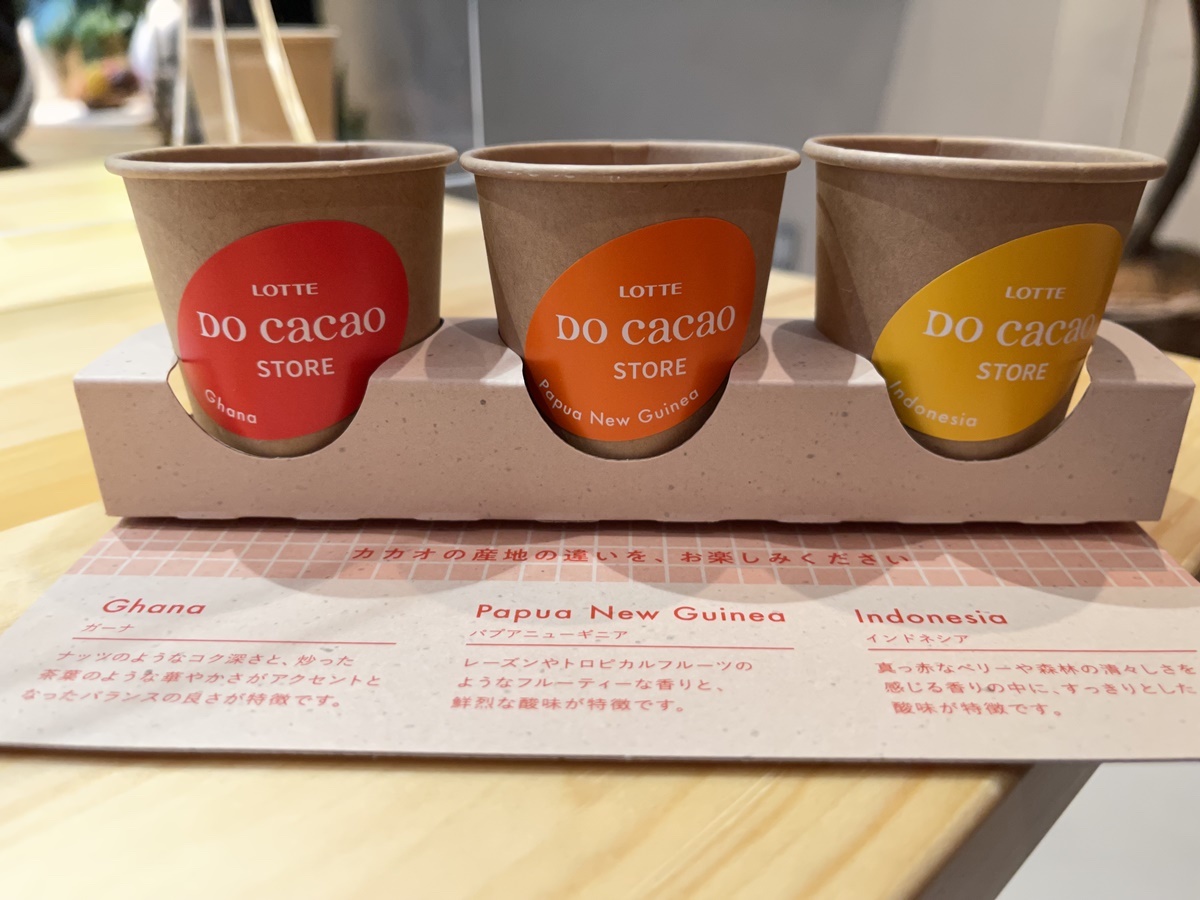 LOTTE
DO cacao
STORE
Ghana
LOTTE
DO cacao
STORE
Papua New Guinea
LOTTE
DO cacao
STORE
Indonesia
カカオの産地の違いを、お楽しみください
Ghana
ガーナ
ナッツのようなコク深さと、炒った
茶葉のような華やかさがアクセントと
なったバランスの良さが特徴です。
Papua New Guinea
パプアニューギニア
レーズンやトロピカルフルーツの
ようなフルーティーな香りと、
鮮烈な酸味が特徴です。
Indonesia
インドネシア
真っ赤なベリーや森林の清々しさを
感じる香りの中に、すっきりとした
酸味が特徴です。